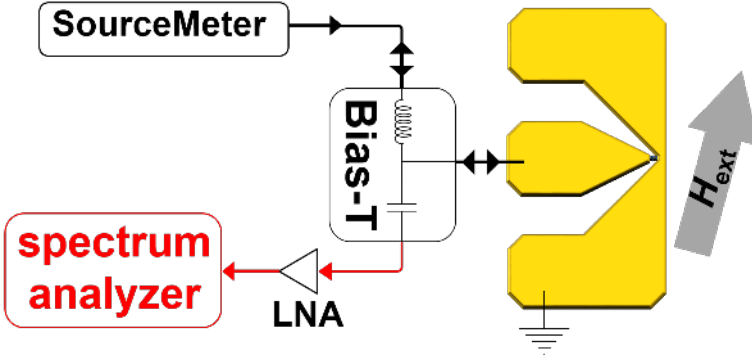 SourceMeter
Bias-T
spectrum
analyzer
LNA
Hext